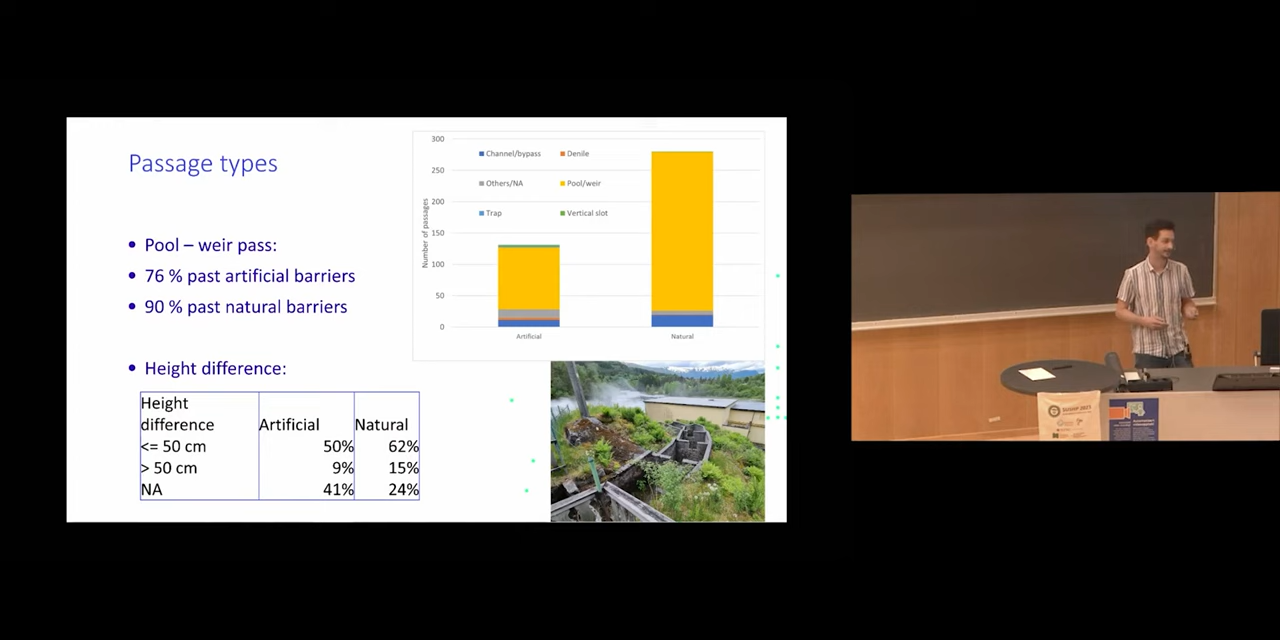 Passage types
Pool – weir pass:
76 % past artificial barriers
90 % past natural barriers
Height difference:
Height difference Artificial Natural
<= 50 cm 50% 62%
> 50 cm 9% 15%
NA 41% 24%
300
250
200
150
100
50
0
Number of passages
Channel/bypass Denile
Others/NA Pool/weir
Trap Vertical slot
Artificial Natural